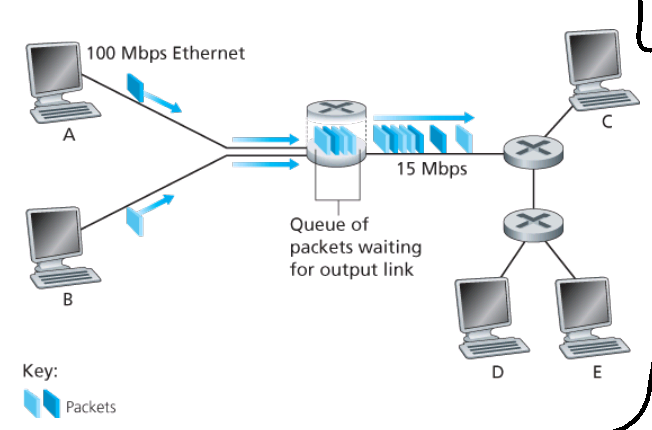 100 Mbps Ethernet
A
C
15 Mbps
Queue of
packets waiting
for output link
B
D
E
Key:
Packets